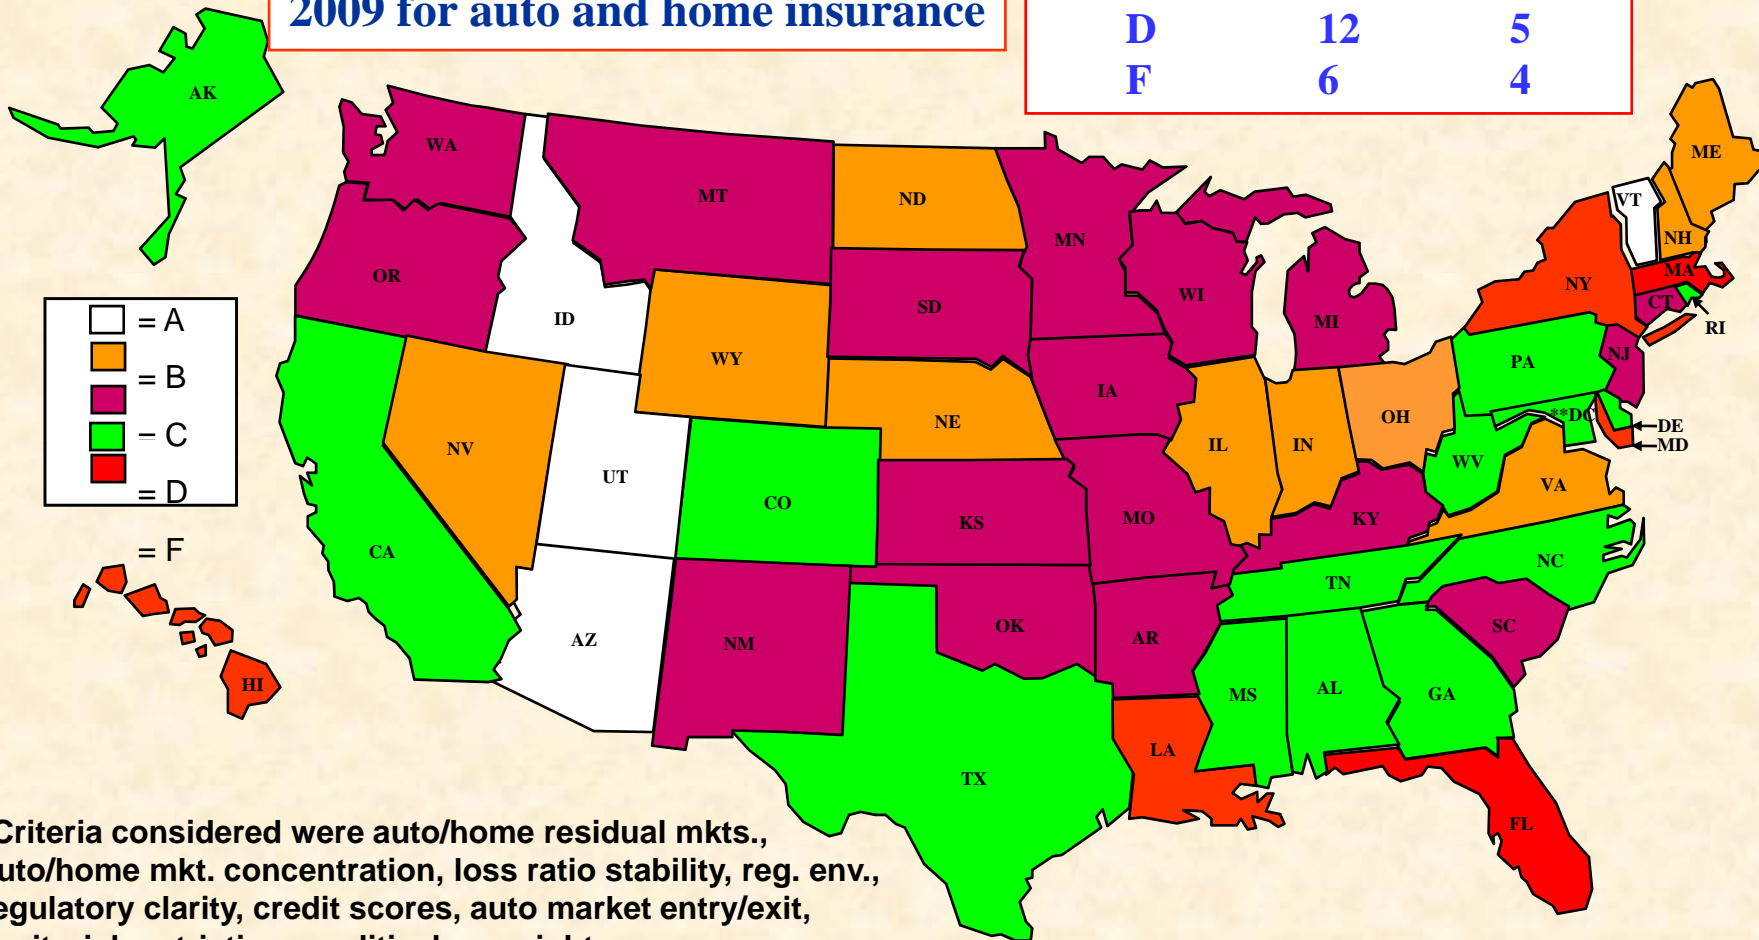 2009 for auto and home insurance
D 12 5
F 6 4
AK
WA
MT
ND
MN
ME
VT
NH
OR
ID
SD
WI
MI
NY
MA
CT
RI
= A
= B
= C
= D
= F
WY
NE
IA
PA
NJ
NV
UT
CO
KS
MO
IL
IN
OH
**DC
DE
MD
WV
VA
KY
CA
NC
TN
AZ
NM
OK
AR
SC
HI
MS
AL
GA
LA
TX
FL
Criteria considered were auto/home residual mkts.,
uto/home mkt. concentration, loss ratio stability, reg. env.,
egulatory clarity, credit scores, auto market entry/exit,